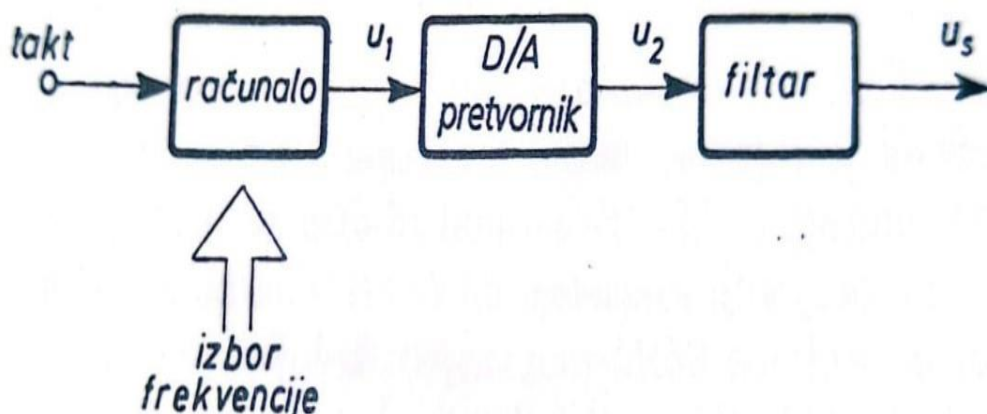 takt
računalo
u₁
D/A
pretvornik
u₂
filtar
uₛ
izbor
frekvencije